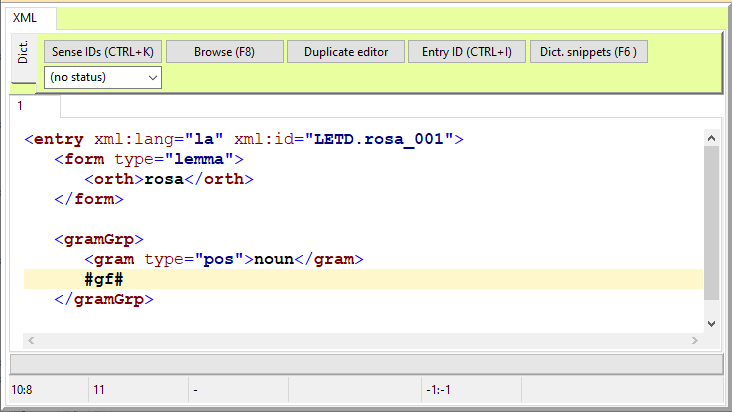 XML
Dict.
Sense IDs (CTRL+K) Browse (F8) Duplicate editor Entry ID (CTRL+I) Dict. snippets (F6 )
(no status)
1
<entry xml:lang="la" xml:id="LETD.rosa_001">
<form type="lemma">
<orth>rosa</orth>
</form>
<gramGrp>
<gram type="pos">noun</gram>
#gf#
</gramGrp>
10:8 11 - -1:-1